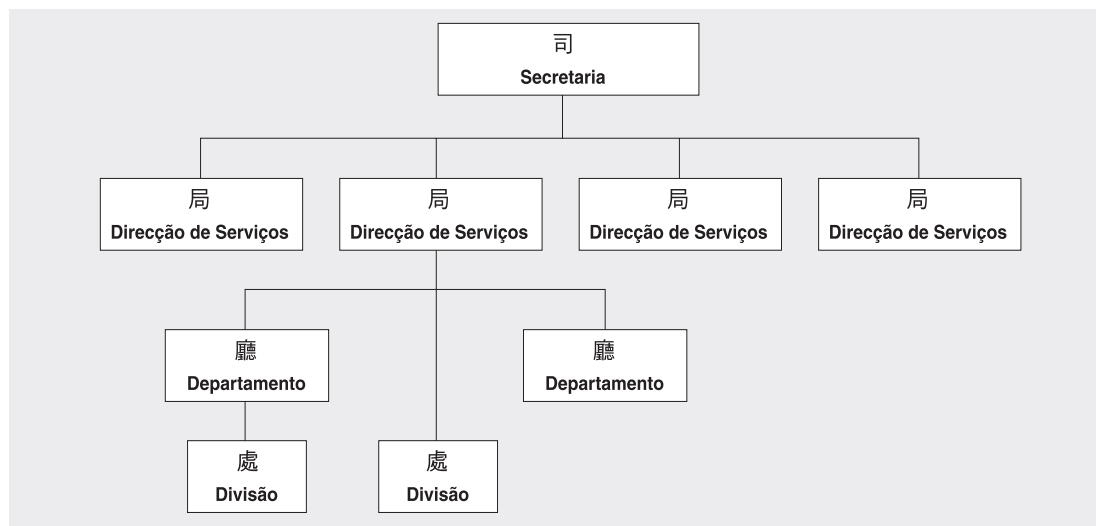 司
Secretaria
局
Direcção de Serviços
局
Direcção de Serviços
局
Direcção de Serviços
局
Direcção de Serviços
廳
Departamento
廳
Departamento
處
Divisão
處
Divisão